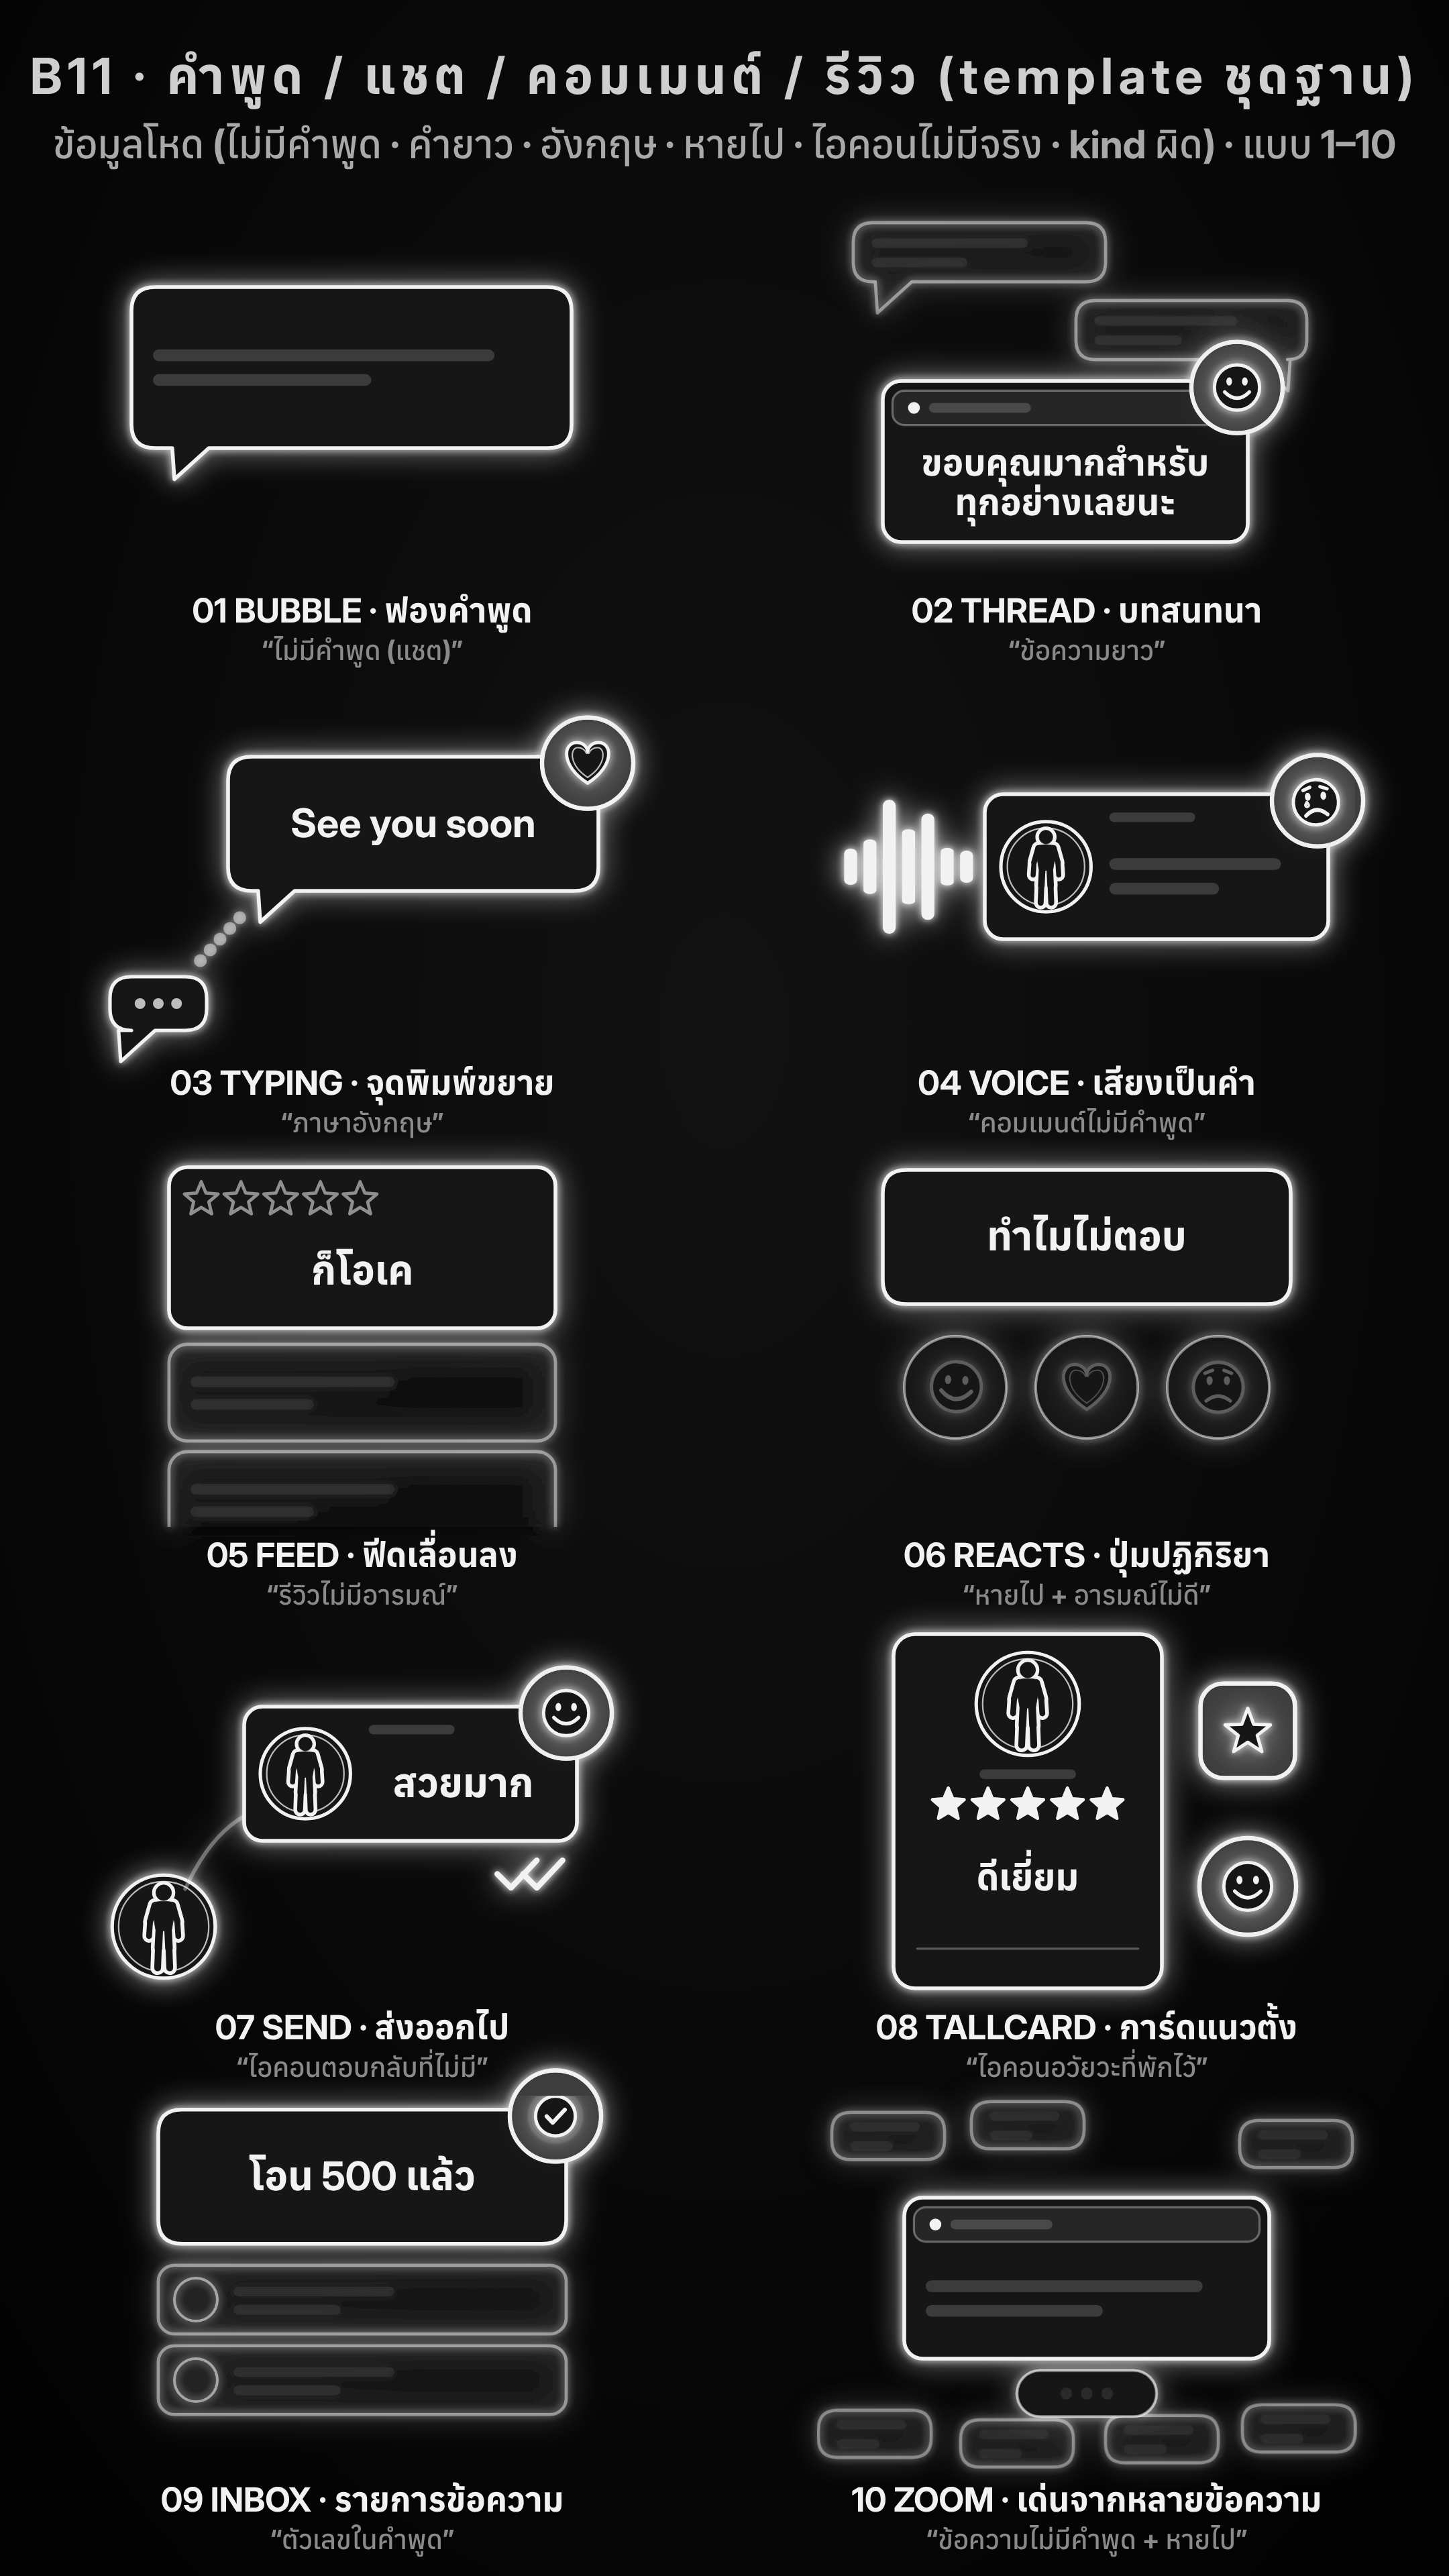 B11 · คำพูด / แชต / คอมเมนต์ / รีวิว (template ชุดฐาน)
ข้อมูลโหด (ไม่มีคำพูด · คำยาว · อังกฤษ · หายไป · ไอคอนไม่มีจริง · kind ผิด) · แบบ 1–10
01 BUBBLE · ฟองคำพูด
“ไม่มีคำพูด (แชต)”
ขอบคุณมากสำหรับ
ทุกอย่างเลยนะ
02 THREAD · บทสนทนา
“ข้อความยาว”
See you soon
03 TYPING · จุดพิมพ์ขยาย
“ภาษาอังกฤษ”
04 VOICE · เสียงเป็นคำ
“คอมเมนต์ไม่มีคำพูด”
ก็โอเค
05 FEED · ฟีดเลื่อนลง
“รีวิวไม่มีอารมณ์”
ทำไมไม่ตอบ
06 REACTS · ปุ่มปฏิกิริยา
“หายไป + อารมณ์ไม่ดี”
สวยมาก
07 SEND · ส่งออกไป
“ไอคอนตอบกลับที่ไม่มี”
ดีเยี่ยม
08 TALLCARD · การ์ดแนวตั้ง
“ไอคอนอวัยวะที่พักไว้”
โอน 500 แล้ว
09 INBOX · รายการข้อความ
“ตัวเลขในคำพูด”
10 ZOOM · เด่นจากหลายข้อความ
“ข้อความไม่มีคำพูด + หายไป”